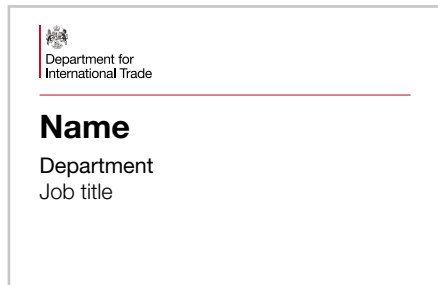 Department for
International Trade
Name
Department
Job title